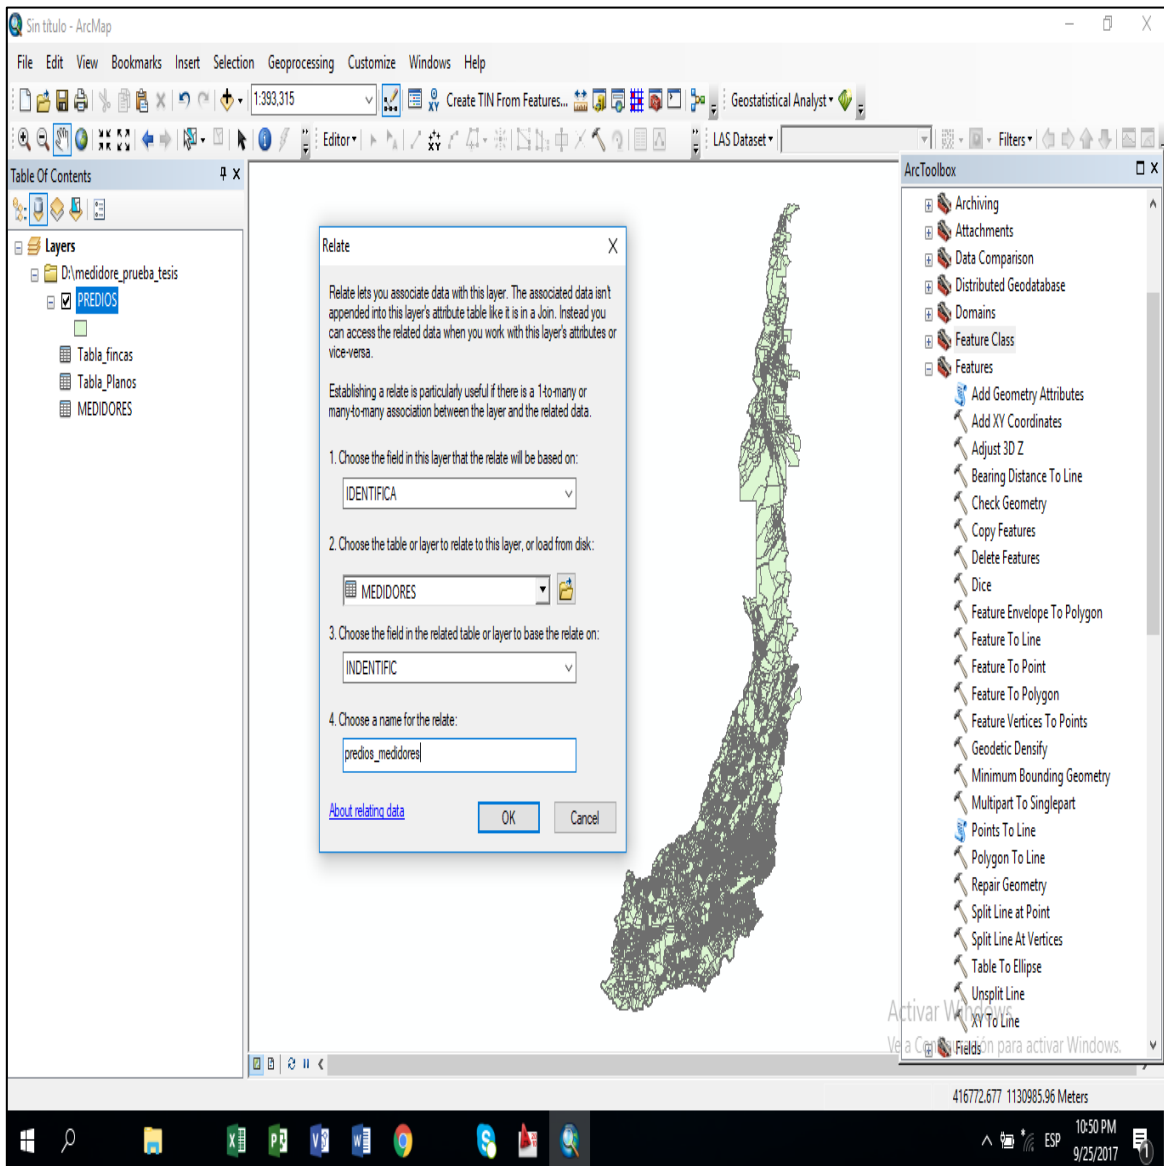 Sin título - ArcMap
File Edit View Bookmarks Insert Selection Geoprocessing Customize Windows Help
1:393,315 Create TIN From Features... Geostatistical Analyst
Editor LAS Dataset Filters
Table Of Contents
Layers
D:\medidore_prueba_tesis
PREDIOS
Tabla_fincas
Tabla_Planos
MEDIDORES
Relate
Relate lets you associate data with this layer. The associated data isn't
appended into this layer's attribute table like it is in a Join. Instead you
can access the related data when you work with this layer's attributes or
vice-versa.
Establishing a relate is particularly useful if there is a 1-to-many or
many-to-many association between the layer and the related data.
1. Choose the field in this layer that the relate will be based on:
IDENTIFICA
2. Choose the table or layer to relate to this layer, or load from disk:
MEDIDORES
3. Choose the field in the related table or layer to base the relate on:
INDENTIFIC
4. Choose a name for the relate:
predios_medidores
About relating data
OK
Cancel
ArcToolbox
Archiving
Attachments
Data Comparison
Distributed Geodatabase
Domains
Feature Class
Features
Add Geometry Attributes
Add XY Coordinates
Adjust 3D Z
Bearing Distance To Line
Check Geometry
Copy Features
Delete Features
Dice
Feature Envelope To Polygon
Feature To Line
Feature To Point
Feature To Polygon
Feature Vertices To Points
Geodetic Densify
Minimum Bounding Geometry
Multipart To Singlepart
Points To Line
Polygon To Line
Repair Geometry
Split Line at Point
Split Line At Vertices
Table To Ellipse
Unsplit Line
XY To Line
Fields
Activar Windows
Ve a Configuración para activar Windows.
416772.677 1130985.96 Meters
ESP
10:50 PM
9/25/2017
1